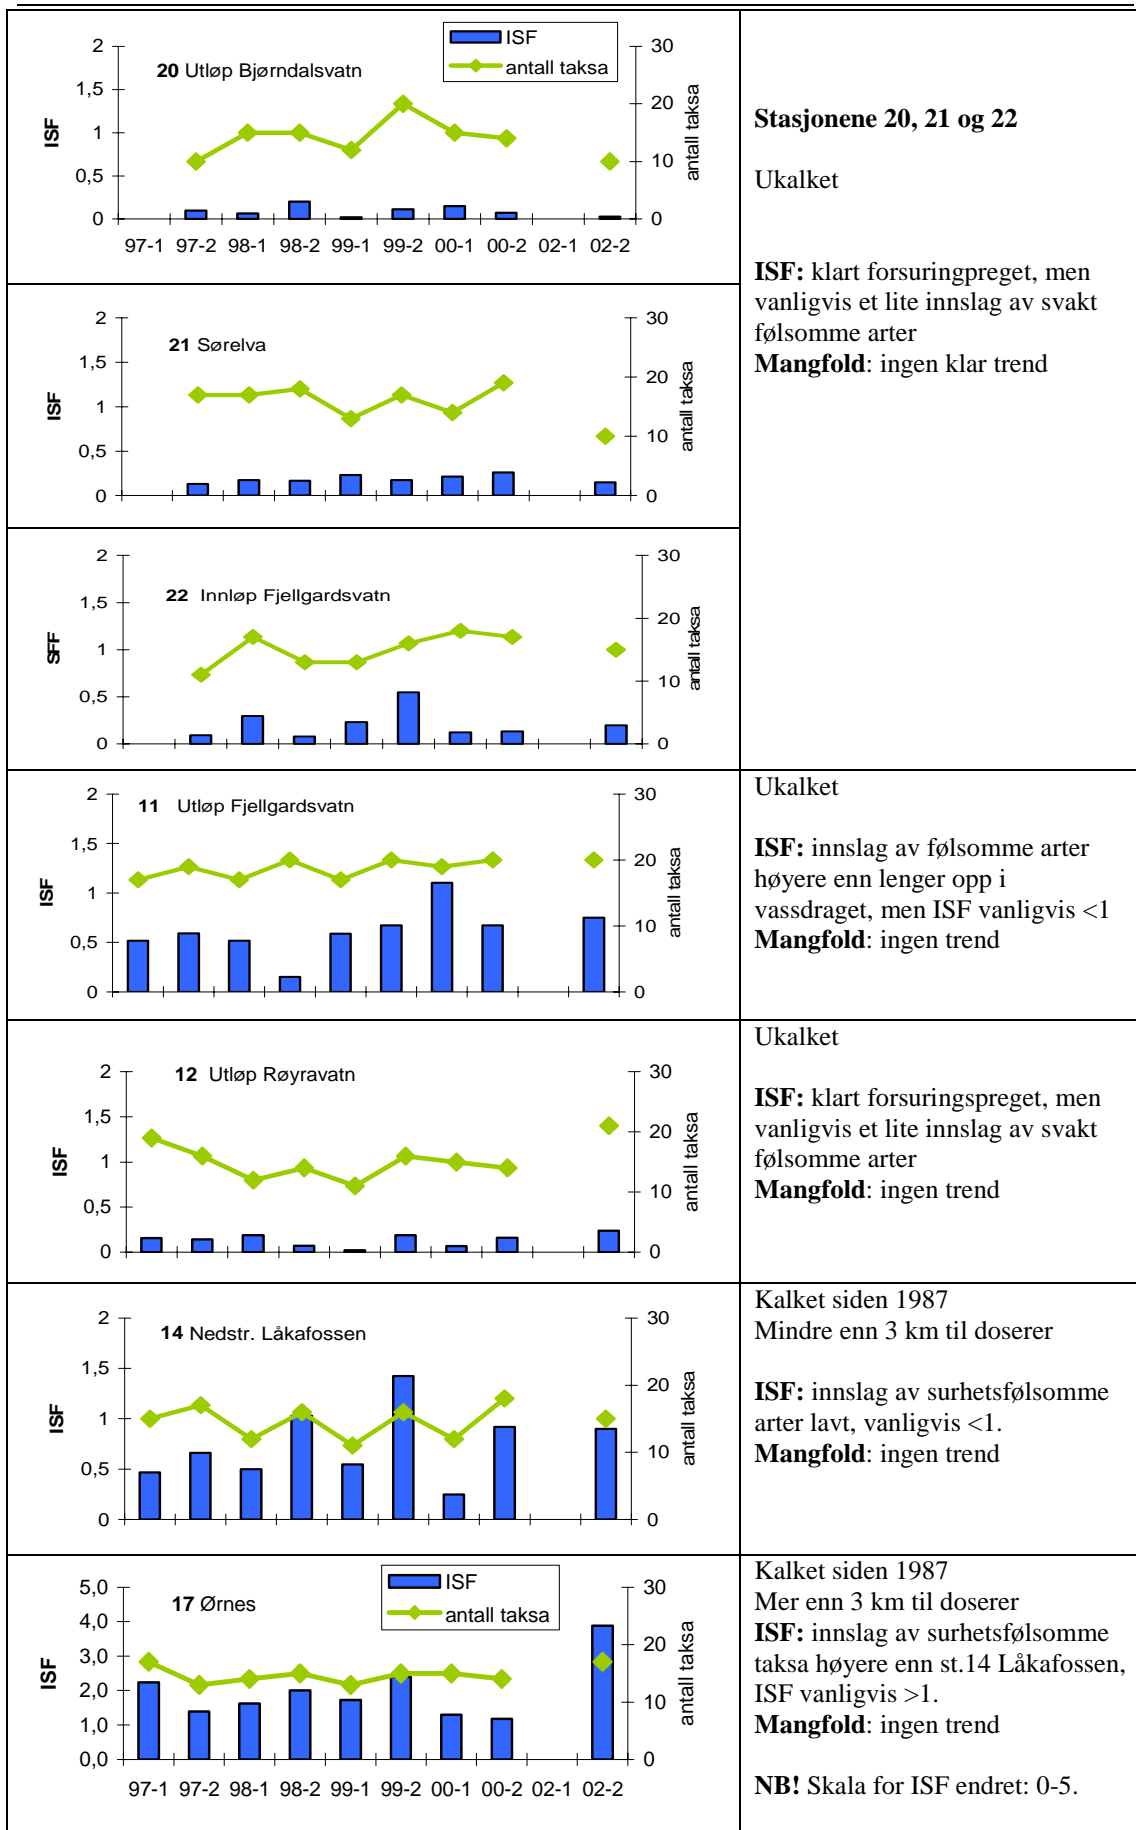 2
1,5
1
0,5
0
ISF
20 Utløp Bjørndalsvatn
ISF
antall taksa
30
20
10
0
antall taksa
97-1 97-2 98-1 98-2 99-1 99-2 00-1 00-2 02-1 02-2
Stasjonene 20, 21 og 22
Ukalket
ISF: klart forsuringpreget, men
vanligvis et lite innslag av svakt
følsomme arter
Mangfold: ingen klar trend
2
1,5
1
0,5
0
ISF
21 Sørelva
30
20
10
0
antall taksa
2
1,5
1
0,5
0
22 Innløp Fjellgardsvatn
30
20
10
0
antall taksa
2
1,5
1
0,5
0
ISF
11 Utløp Fjellgardsvatn
30
20
10
0
antall taksa
Ukalket
ISF: innslag av følsomme arter
høyere enn lenger opp i
vassdraget, men ISF vanligvis <1
Mangfold: ingen trend
2
1,5
1
0,5
0
ISF
12 Utløp Røyravatn
30
20
10
0
antall taksa
Ukalket
ISF: klart forsuringspreget, men
vanligvis et lite innslag av svakt
følsomme arter
Mangfold: ingen trend
2
1,5
1
0,5
0
ISF
14 Nedstr. Låkafossen
30
20
10
0
antall taksa
Kalket siden 1987
Mindre enn 3 km til doserer
ISF: innslag av surhetsfølsomme
arter lavt, vanligvis <1.
Mangfold: ingen trend
5,0
4,0
3,0
2,0
1,0
0,0
ISF
17 Ørnes
ISF
antall taksa
30
20
10
0
antall taksa
97-1 97-2 98-1 98-2 99-1 99-2 00-1 00-2 02-1 02-2
Kalket siden 1987
Mer enn 3 km til doserer
ISF: innslag av surhetsfølsomme
taksa høyere enn st.14 Låkafossen,
ISF vanligvis >1.
Mangfold: ingen trend
NB! Skala for ISF endret: 0-5.